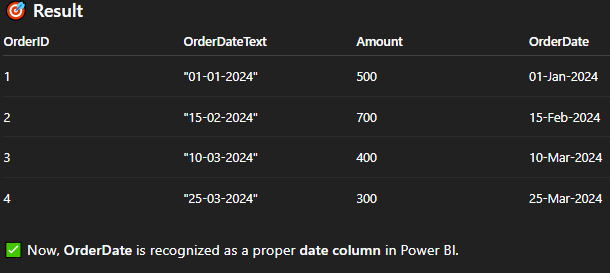 🎯 Result
OrderID OrderDateText Amount OrderDate
1 "01-01-2024" 500 01-Jan-2024
2 "15-02-2024" 700 15-Feb-2024
3 "10-03-2024" 400 10-Mar-2024
4 "25-03-2024" 300 25-Mar-2024
✅ Now, OrderDate is recognized as a proper date column in Power BI.